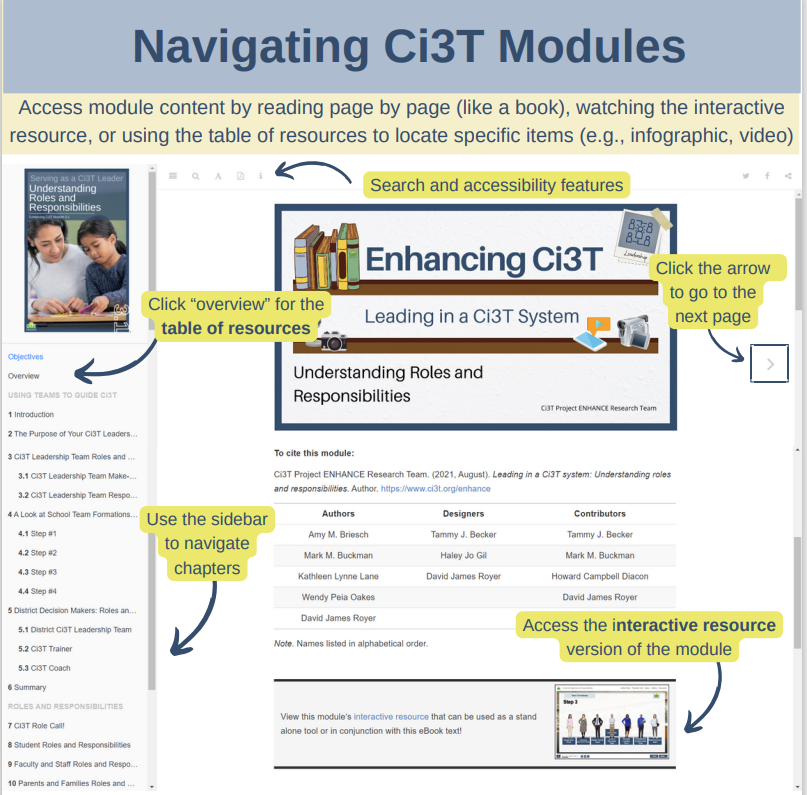 Navigating Ci3T Modules
Access module content by reading page by page (like a book), watching the interactive
resource, or using the table of resources to locate specific items (e.g., infographic, video)
Search and accessibility features
Serving as a Ci3T Leader
Understanding
Roles and
Responsibilities
Click “overview” for the
table of resources
Objectives
Overview
USING TEAMS TO GUIDE CI3T
1 Introduction
2 The Purpose of Your Ci3T Leaders...
3 Ci3T Leadership Team Roles and ...
3.1 Ci3T Leadership Team Make-...
3.2 Ci3T Leadership Team Respo...
4 A Look at School Team Formations...
4.1 Step #1
4.2 Step #2
4.3 Step #3
4.4 Step #4
5 District Decision Makers: Roles an...
5.1 District Ci3T Leadership Team
5.2 Ci3T Trainer
5.3 Ci3T Coach
6 Summary
ROLES AND RESPONSIBILITIES
7 Ci3T Role Call!
8 Student Roles and Responsibilities
9 Faculty and Staff Roles and Respo...
10 Parents and Families Roles and ...
Use the sidebar
to navigate
chapters
Enhancing Ci3T
Leadership
Leading in a Ci3T System
Understanding Roles and
Responsibilities
Ci3T Project ENHANCE Research Team
Click the arrow
to go to the
next page
To cite this module:
Ci3T Project ENHANCE Research Team. (2021, August). Leading in a Ci3T system: Understanding roles
and responsibilities. Author. https://www.ci3t.org/enhance
Authors Designers Contributors
Amy M. Briesch Tammy J. Becker Tammy J. Becker
Mark M. Buckman Haley Jo Gil Mark M. Buckman
Kathleen Lynne Lane David James Royer Howard Campbell Diacon
Wendy Peia Oakes David James Royer
David James Royer
Note. Names listed in alphabetical order.
Access the interactive resource
version of the module
View this module's interactive resource that can be used as a stand
alone tool or in conjunction with this eBook text!
Step 3